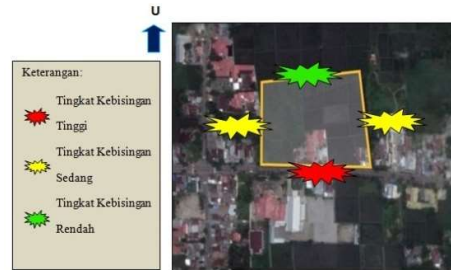 U
Keterangan:
Tingkat Kebisingan
Tinggi
Tingkat Kebisingan
Sedang
Tingkat Kebisingan
Rendah